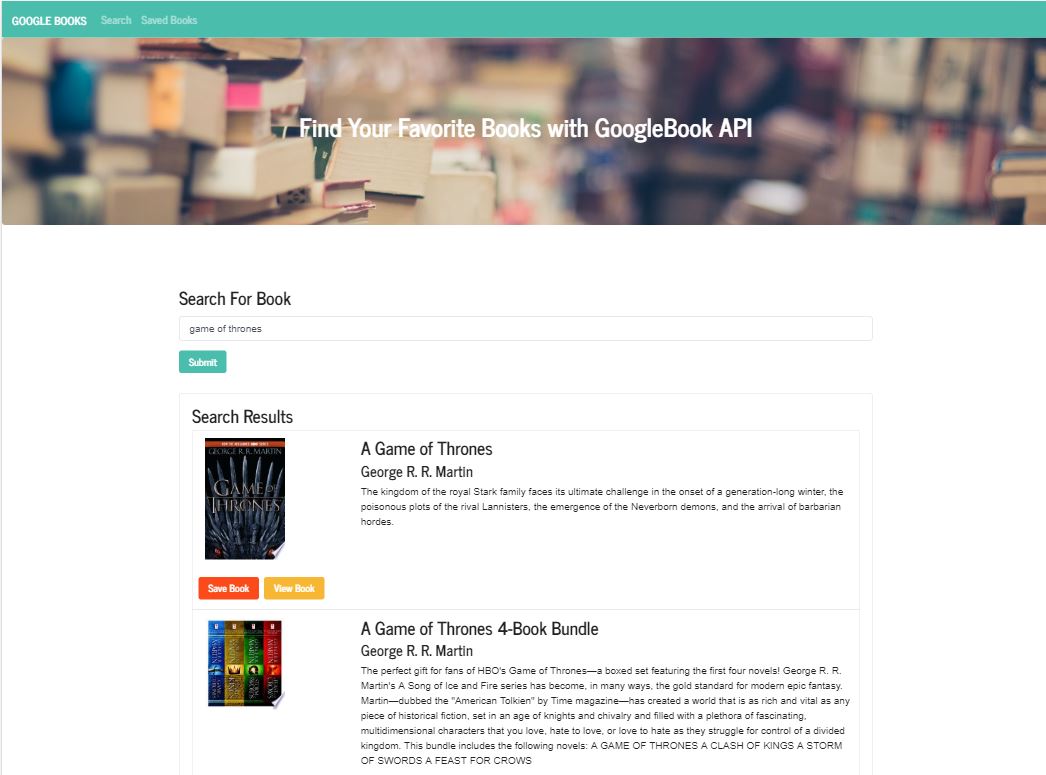 GOOGLE BOOKS Search Saved Books
Find Your Favorite Books with GoogleBook API
Search For Book
game of thrones
Submit
Search Results
GEORGE R.R. MARTIN
GAME OF
THRONES
A Game of Thrones
George R. R. Martin
The kingdom of the royal Stark family faces its ultimate challenge in the onset of a generation-long winter, the
poisonous plots of the rival Lannisters, the emergence of the Neverborn demons, and the arrival of barbarian
hordes.
Save Book View Book
A Game of Thrones 4-Book Bundle
George R. R. Martin
The perfect gift for fans of HBO's Game of Thrones—a boxed set featuring the first four novels! George R. R.
Martin's A Song of Ice and Fire series has become, in many ways, the gold standard for modern epic fantasy.
Martin—dubbed the "American Tolkien" by Time magazine—has created a world that is as rich and vital as any
piece of historical fiction, set in an age of knights and chivalry and filled with a plethora of fascinating,
multidimensional characters that you love, hate to love, or love to hate as they struggle for control of a divided
kingdom. This bundle includes the following novels: A GAME OF THRONES A CLASH OF KINGS A STORM
OF SWORDS A FEAST FOR CROWS